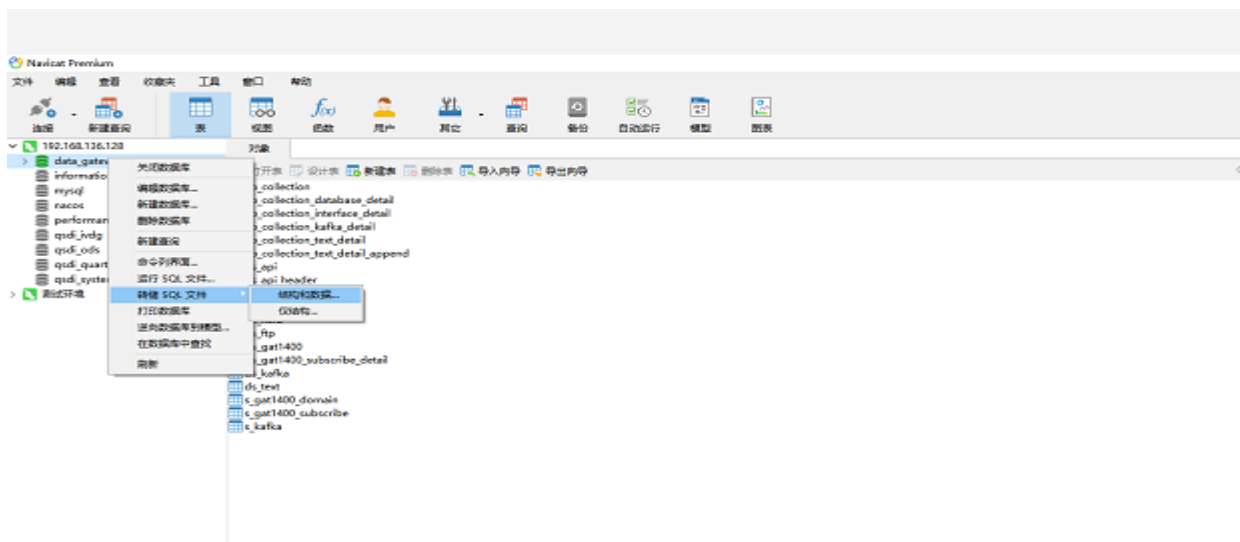 Navicat Premium
文件 编辑 查看 收藏夹 工具 窗口 帮助
连接 新建查询 表 视图 函数 用户 其它 查询 备份 自动运行 模型 图表
f(x)
192.168.136.128
对象
data_gatew
打开表 设计表 新建表 删除表 导入向导 导出向导
informatio
mysql
nacos
performan
qsdi_ivdg
qsdi_ods
qsdi_quart
qsdi_system
测试环境
关闭数据库
编辑数据库...
新建数据库...
删除数据库
新建查询
命令列界面...
运行 SQL 文件...
转储 SQL 文件
打印数据库
逆向数据库到模型...
在数据库中查找
刷新
结构和数据...
仅结构...
_collection
_collection_database_detail
_collection_interface_detail
_collection_kafka_detail
_collection_text_detail
_collection_text_detail_append
_api
_api_header
_ftp
_gat1400
_gat1400_subscribe_detail
ds_kafka
ds_text
s_gat1400_domain
s_gat1400_subscribe
s_kafka